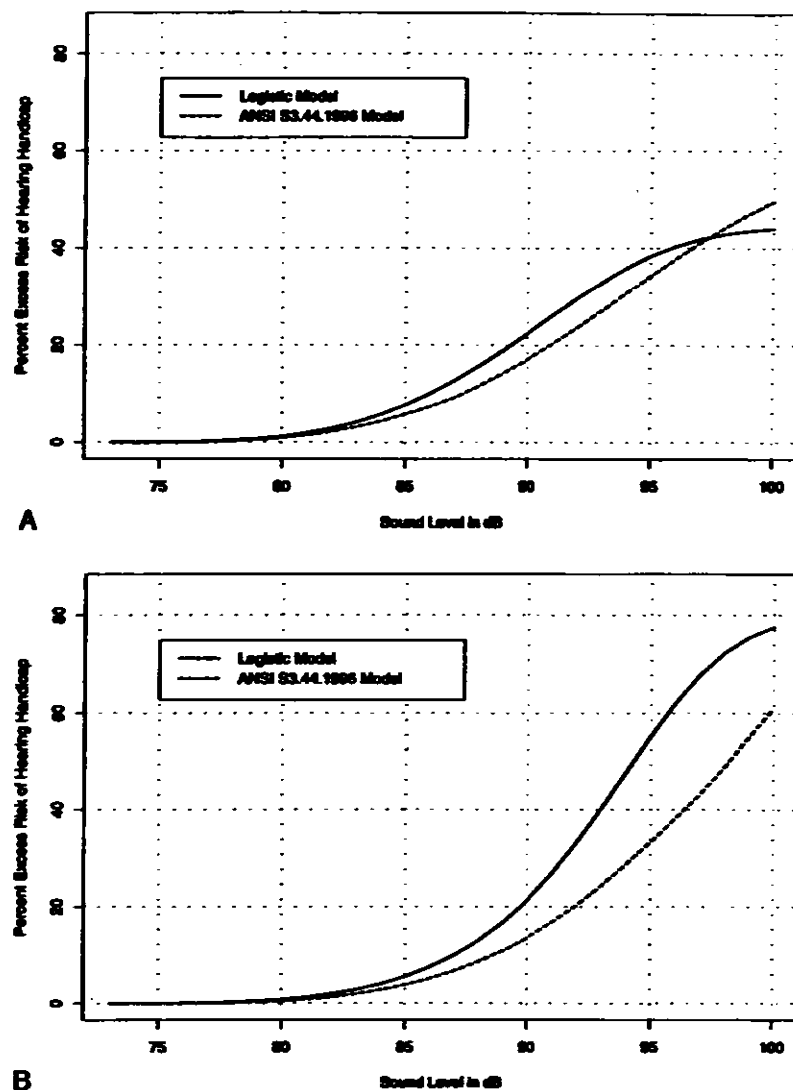 80
60
40
20
0
Percent Excess Risk of Hearing Handicap
Logistic Model
ANSI S3.44.1996 Model
75
80
85
90
95
100
Sound Level in dB
A
80
60
40
20
0
Percent Excess Risk of Hearing Handicap
Logistic Model
ANSI S3.44.1996 Model
75
80
85
90
95
100
Sound Level in dB
B